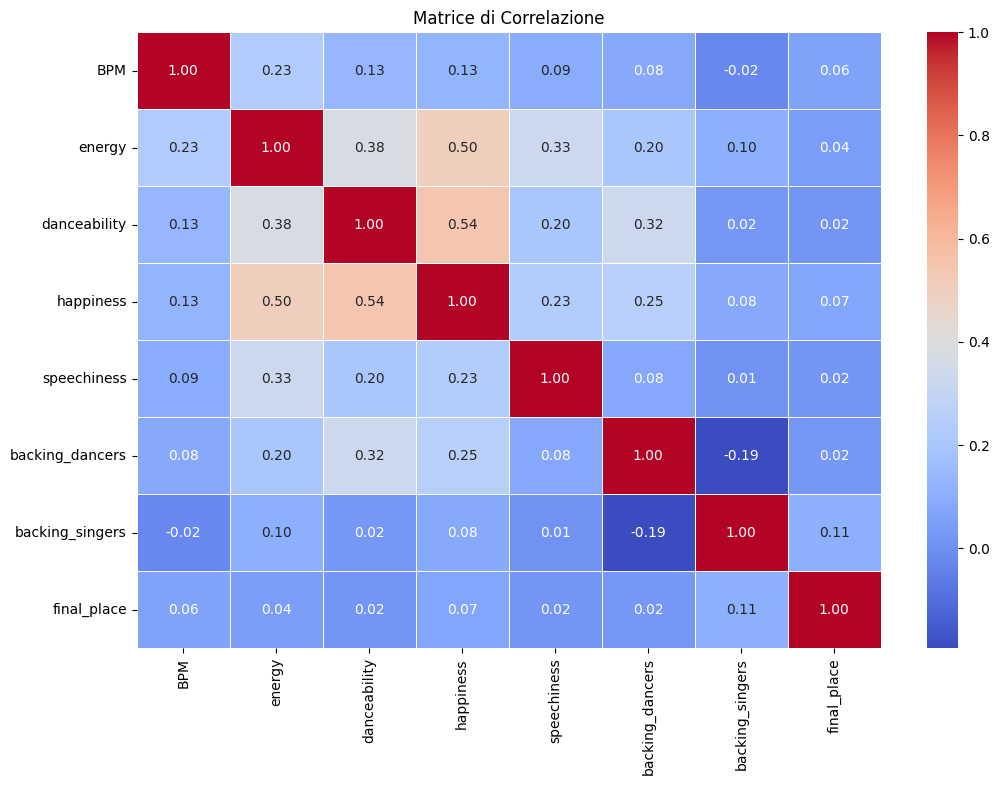 Matrice di Correlazione
BPM 1.00 0.23 0.13 0.13 0.09 0.08 -0.02 0.06
energy 0.23 1.00 0.38 0.50 0.33 0.20 0.10 0.04
danceability 0.13 0.38 1.00 0.54 0.20 0.32 0.02 0.02
happiness 0.13 0.50 0.54 1.00 0.23 0.25 0.08 0.07
speechiness 0.09 0.33 0.20 0.23 1.00 0.08 0.01 0.02
backing_dancers 0.08 0.20 0.32 0.25 0.08 1.00 -0.19 0.02
backing_singers -0.02 0.10 0.02 0.08 0.01 -0.19 1.00 0.11
final_place 0.06 0.04 0.02 0.07 0.02 0.02 0.11 1.00
BPM energy danceability happiness speechiness backing_dancers backing_singers final_place
1.0
0.8
0.6
0.4
0.2
0.0